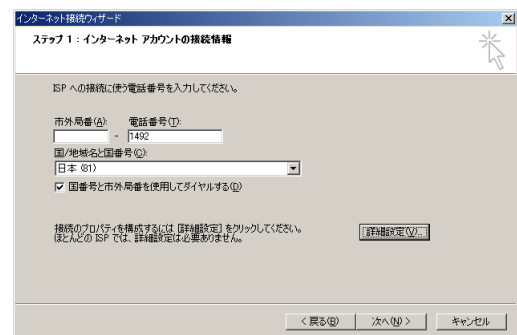 インターネット接続ウィザード
ステップ 1：インターネット アカウントの接続情報
ISP への接続に使う電話番号を入力してください。
市外局番(A): 電話番号(T):
- 1492
国/地域名と国番号(C):
日本 (81)
国番号と市外局番を使用してダイヤルする(D)
接続のプロパティを構成するには [詳細設定] をクリックしてください。
ほとんどの ISP では、詳細設定は必要ありません。
詳細設定(V)...
< 戻る(B) 次へ(N) > キャンセル